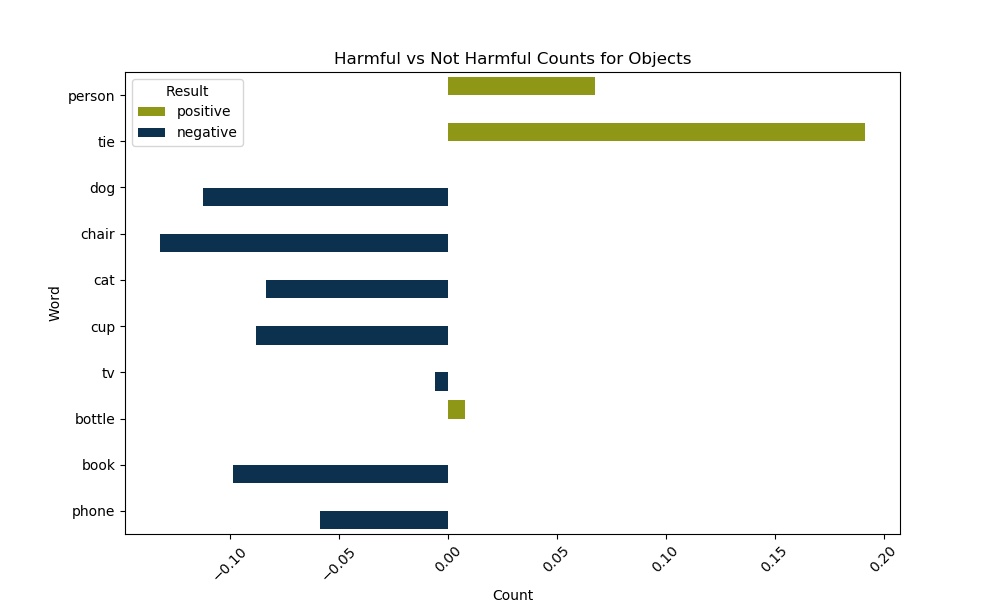 Harmful vs Not Harmful Counts for Objects
Result
positive
negative
person
tie
dog
chair
cat
cup
tv
bottle
book
phone
Word
−0.10
−0.05
0.00
0.05
0.10
0.15
0.20
Count